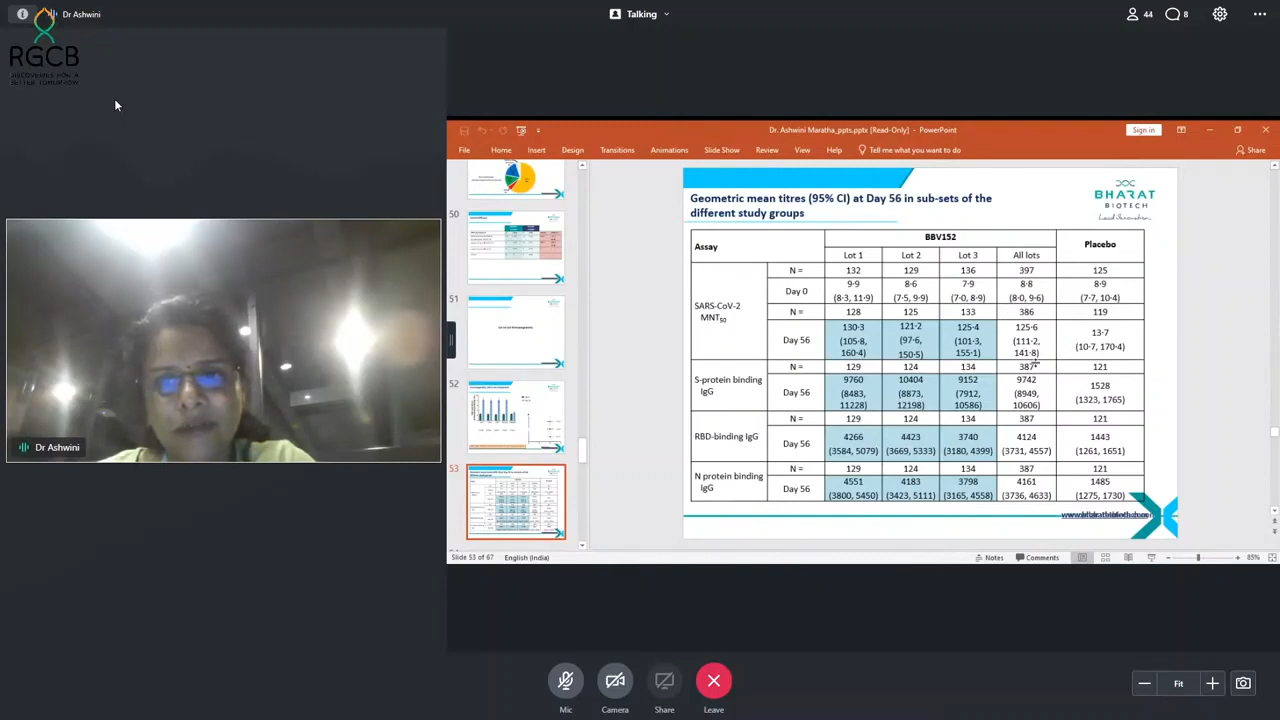 Dr Ashwini
Talking
44
8
RGCB
DISCOVERIES FOR A
BETTER TOMORROW
Dr. Ashwini Maratha_ppts.pptx [Read-Only] - PowerPoint
Sign in
File Home Insert Design Transitions Animations Slide Show Review View Help Tell me what you want to do
Share
50
51
52
53
Geometric mean titres (95% CI) at Day 56 in sub-sets of the
different study groups
BHARAT
BIOTECH
Lead Innovation
Assay BBV152 Placebo
Lot 1 Lot 2 Lot 3 All lots
SARS-CoV-2
MNT50
N = 132 129 136 397 125
Day 0 9·9 8·6 7·9 8·8 8·9
(8·3, 11·9) (7·5, 9·9) (7·0, 8·9) (8·0, 9·6) (7·7, 10·4)
N = 128 125 133 386 119
Day 56 130·3 121·2 125·4 125·6 13·7
(105·8, 160·4) (97·6, 150·5) (101·3, 155·1) (111·2, 141·8) (10·7, 170·4)
S-protein binding
IgG
N = 129 124 134 387 121
Day 56 9760 10404 9152 9742 1528
(8483, 11228) (8873, 12198) (7912, 10586) (8949, 10606) (1323, 1765)
RBD-binding IgG
N = 129 124 134 387 121
Day 56 4266 4423 3740 4124 1443
(3584, 5079) (3669, 5333) (3180, 4399) (3731, 4557) (1261, 1651)
N protein binding
IgG
N = 129 124 134 387 121
Day 56 4551 4183 3798 4161 1485
(3800, 5450) (3423, 5111) (3165, 4558) (3736, 4633) (1275, 1730)
Dr Ashwini
Slide 53 of 67 English (India)
Notes Comments 85%
Mic Camera Share Leave
Fit